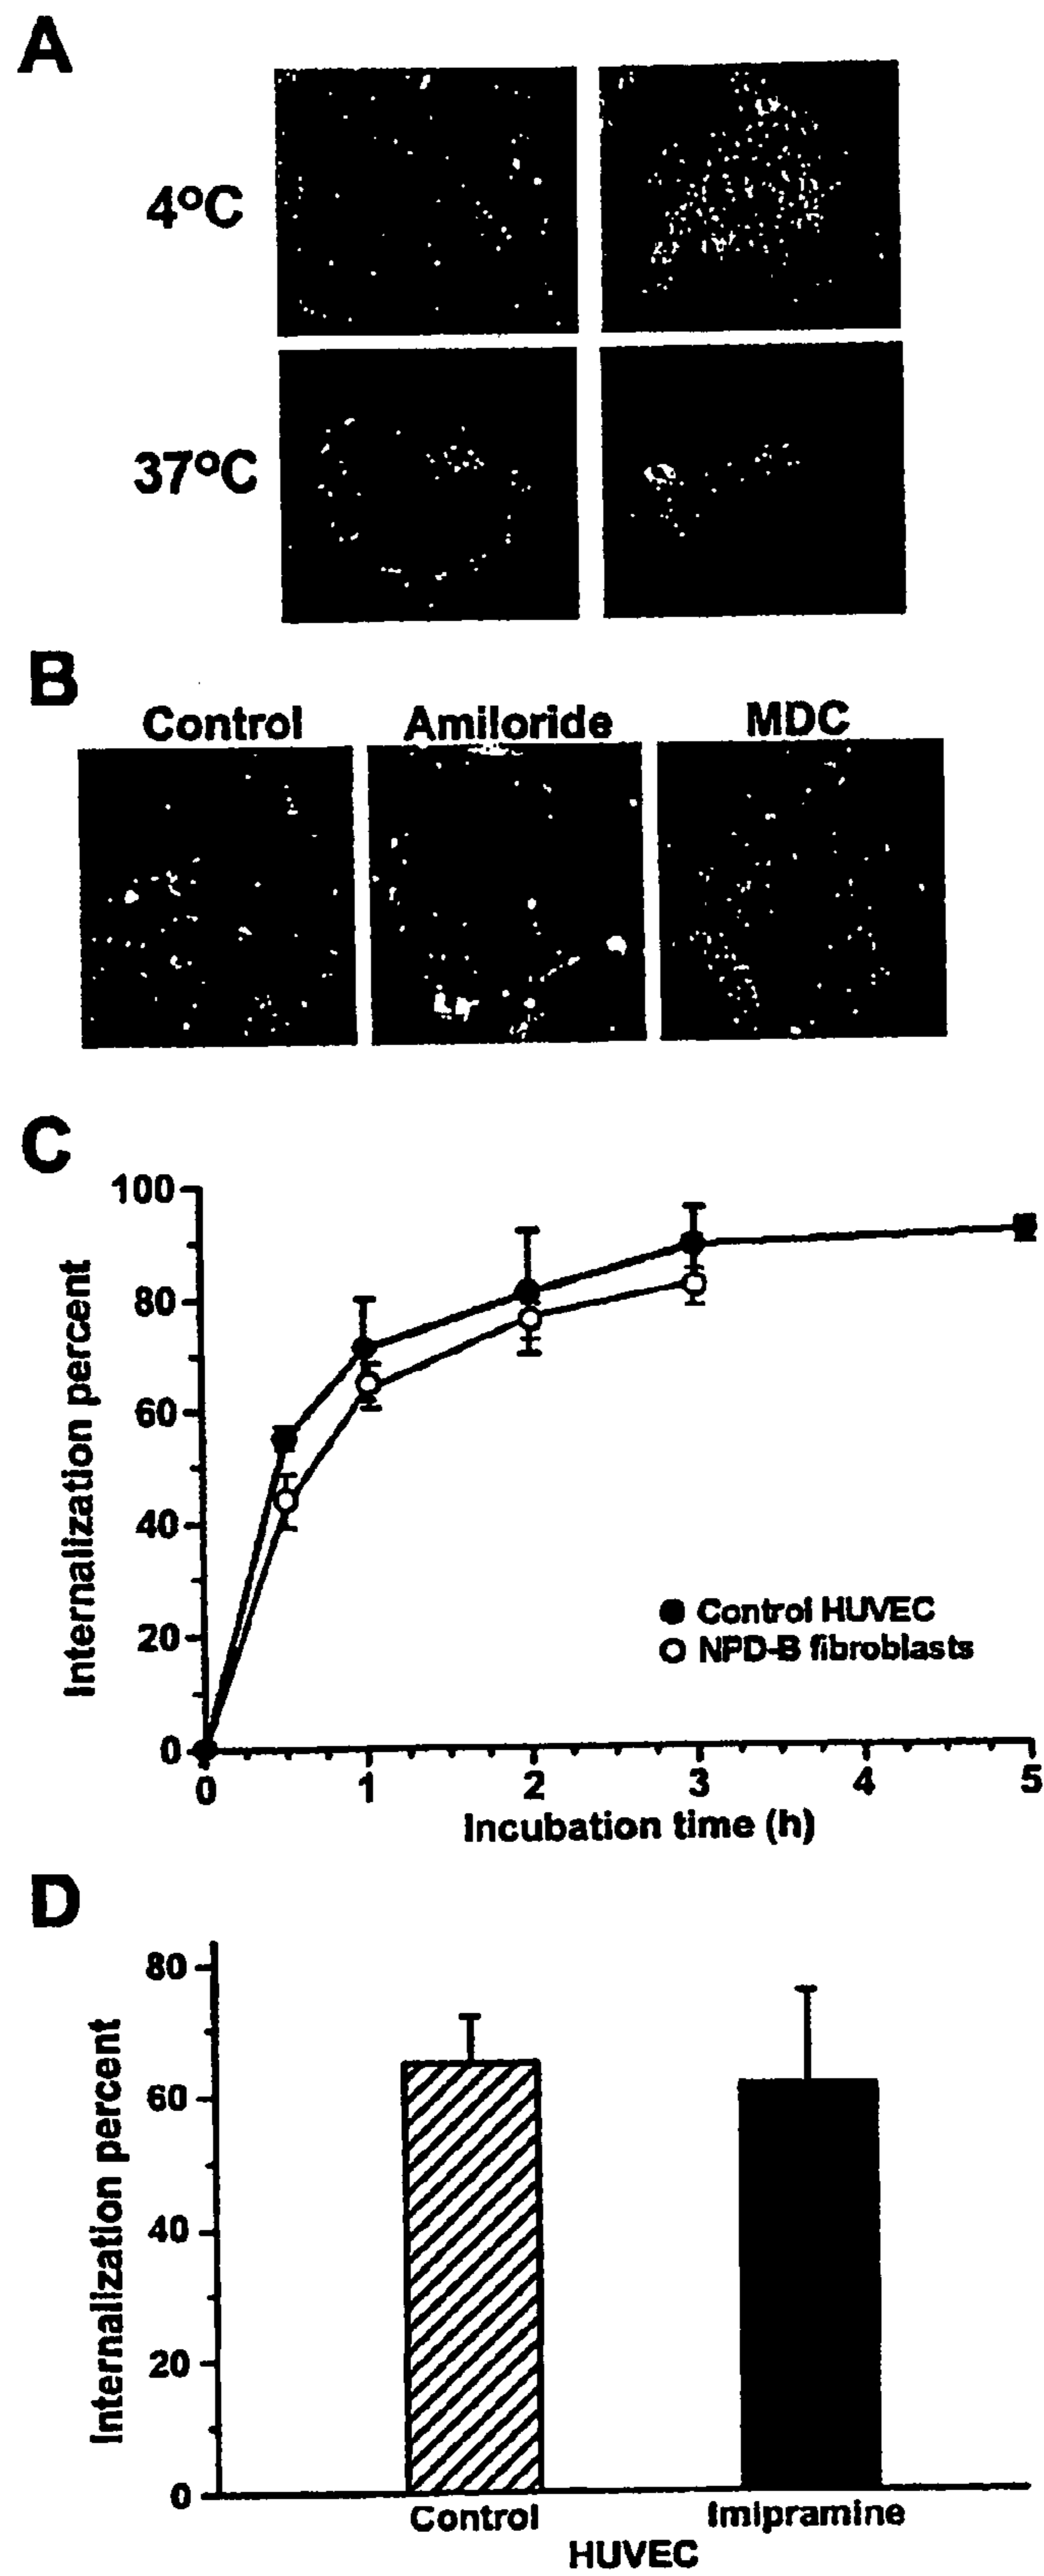 A
4°C
37°C
B
Control Amiloride MDC
C
100
80
60
40
20
0
Internalization percent
Control HUVEC
NPD-B fibroblasts
0 1 2 3 4 5
Incubation time (h)
D
80
60
40
20
0
Internalization percent
Control Imipramine
HUVEC